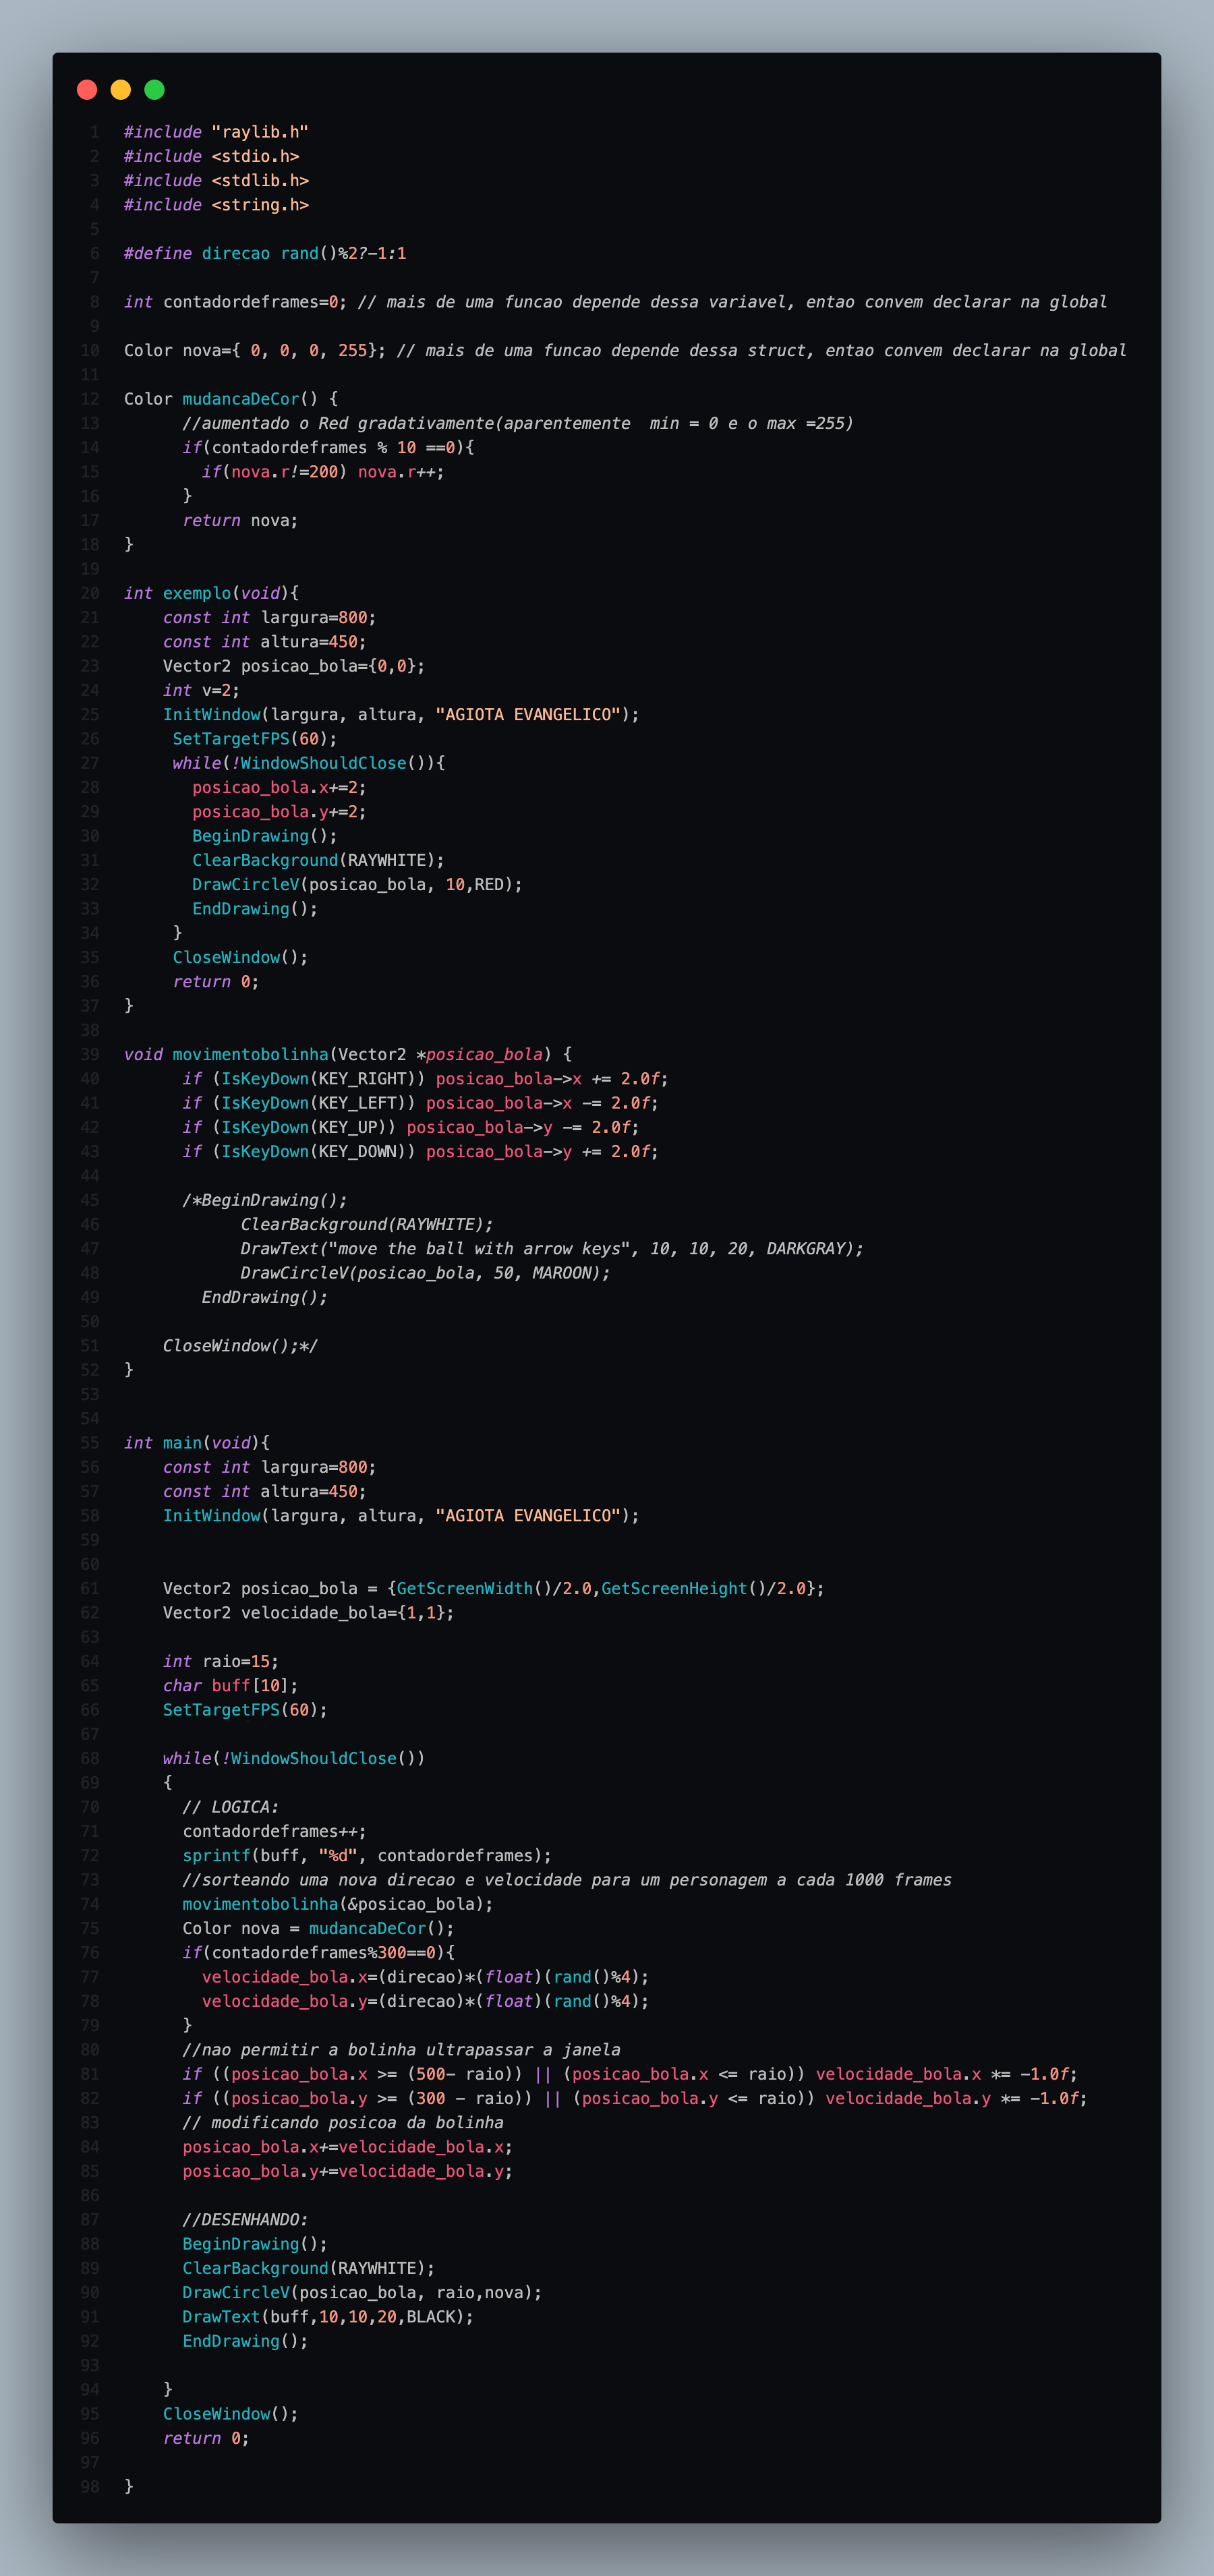 1 #include "raylib.h"
2 #include <stdio.h>
3 #include <stdlib.h>
4 #include <string.h>
5
6 #define direcao rand()%2?-1:1
7
8 int contadordeframes=0; // mais de uma funcao depende dessa variavel, entao convem declarar na global
9
10 Color nova={ 0, 0, 0, 255}; // mais de uma funcao depende dessa struct, entao convem declarar na global
11
12 Color mudancaDeCor() {
13 //aumentado o Red gradativamente(aparentemente  min = 0 e o max =255)
14 if(contadordeframes % 10 ==0){
15 if(nova.r!=200) nova.r++;
16 }
17 return nova;
18 }
19
20 int exemplo(void){
21 const int largura=800;
22 const int altura=450;
23 Vector2 posicao_bola={0,0};
24 int v=2;
25 InitWindow(largura, altura, "AGIOTA EVANGELICO");
26 SetTargetFPS(60);
27 while(!WindowShouldClose()){
28 posicao_bola.x+=2;
29 posicao_bola.y+=2;
30 BeginDrawing();
31 ClearBackground(RAYWHITE);
32 DrawCircleV(posicao_bola, 10,RED);
33 EndDrawing();
34 }
35 CloseWindow();
36 return 0;
37 }
38
39 void movimentobolinha(Vector2 *posicao_bola) {
40 if (IsKeyDown(KEY_RIGHT)) posicao_bola->x += 2.0f;
41 if (IsKeyDown(KEY_LEFT)) posicao_bola->x -= 2.0f;
42 if (IsKeyDown(KEY_UP)) posicao_bola->y -= 2.0f;
43 if (IsKeyDown(KEY_DOWN)) posicao_bola->y += 2.0f;
44
45 /*BeginDrawing();
46 ClearBackground(RAYWHITE);
47 DrawText("move the ball with arrow keys", 10, 10, 20, DARKGRAY);
48 DrawCircleV(posicao_bola, 50, MAROON);
49 EndDrawing();
50
51 CloseWindow();*/
52 }
53
54
55 int main(void){
56 const int largura=800;
57 const int altura=450;
58 InitWindow(largura, altura, "AGIOTA EVANGELICO");
59
60
61 Vector2 posicao_bola = {GetScreenWidth()/2.0,GetScreenHeight()/2.0};
62 Vector2 velocidade_bola={1,1};
63
64 int raio=15;
65 char buff[10];
66 SetTargetFPS(60);
67
68 while(!WindowShouldClose())
69 {
70 // LOGICA:
71 contadordeframes++;
72 sprintf(buff, "%d", contadordeframes);
73 //sorteando uma nova direcao e velocidade para um personagem a cada 1000 frames
74 movimentobolinha(&posicao_bola);
75 Color nova = mudancaDeCor();
76 if(contadordeframes%300==0){
77 velocidade_bola.x=(direcao)*(float)(rand()%4);
78 velocidade_bola.y=(direcao)*(float)(rand()%4);
79 }
80 //nao permitir a bolinha ultrapassar a janela
81 if ((posicao_bola.x >= (500- raio)) || (posicao_bola.x <= raio)) velocidade_bola.x *= -1.0f;
82 if ((posicao_bola.y >= (300 - raio)) || (posicao_bola.y <= raio)) velocidade_bola.y *= -1.0f;
83 // modificando posicoa da bolinha
84 posicao_bola.x+=velocidade_bola.x;
85 posicao_bola.y+=velocidade_bola.y;
86
87 //DESENHANDO:
88 BeginDrawing();
89 ClearBackground(RAYWHITE);
90 DrawCircleV(posicao_bola, raio,nova);
91 DrawText(buff,10,10,20,BLACK);
92 EndDrawing();
93
94 }
95 CloseWindow();
96 return 0;
97
98 }